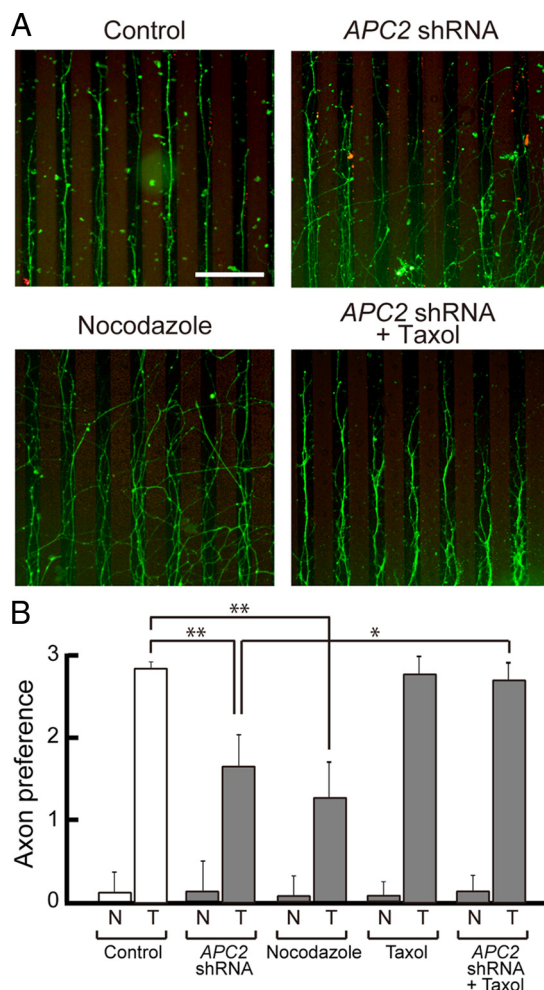 A
Control
APC2 shRNA
Nocodazole
APC2 shRNA
+ Taxol
B
** 
** *
3
2
1
0
Axon preference
N T N T N T N T N T
Control
APC2
shRNA
Nocodazole
Taxol
APC2
shRNA
+ Taxol